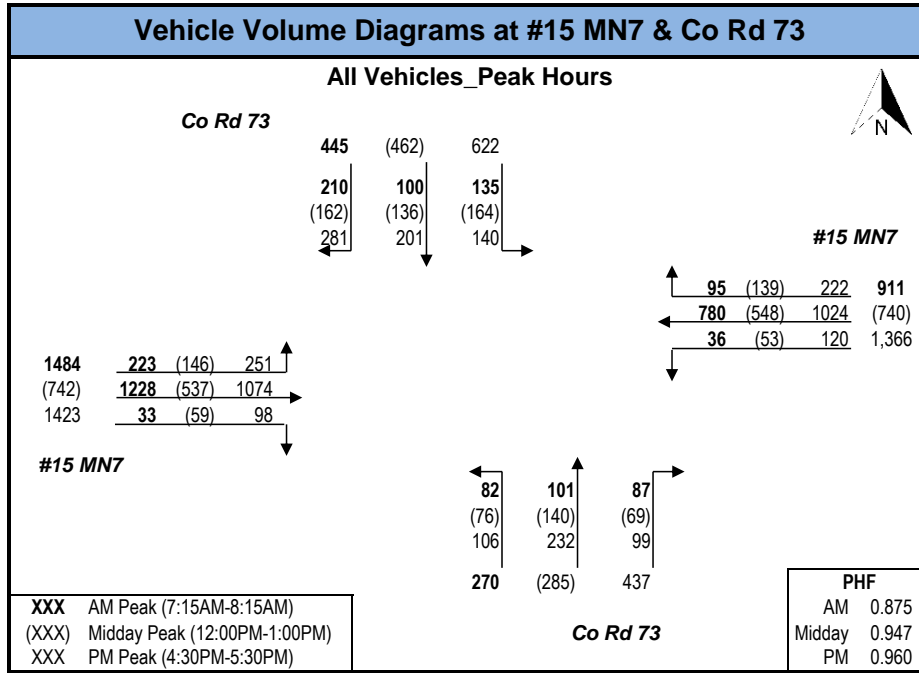 Vehicle Volume Diagrams at #15 MN7 & Co Rd 73
All Vehicles_Peak Hours
N
Co Rd 73
445 (462) 622
210 100 135
(162) (136) (164)
281 201 140
#15 MN7
95 (139) 222 911
780 (548) 1024 (740)
36 (53) 120 1,366
1484 223 (146) 251
(742) 1228 (537) 1074
1423 33 (59) 98
#15 MN7
82 101 87
(76) (140) (69)
106 232 99
270 (285) 437
Co Rd 73
XXX AM Peak (7:15AM-8:15AM)
(XXX) Midday Peak (12:00PM-1:00PM)
XXX PM Peak (4:30PM-5:30PM)
PHF
AM 0.875
Midday 0.947
PM 0.960